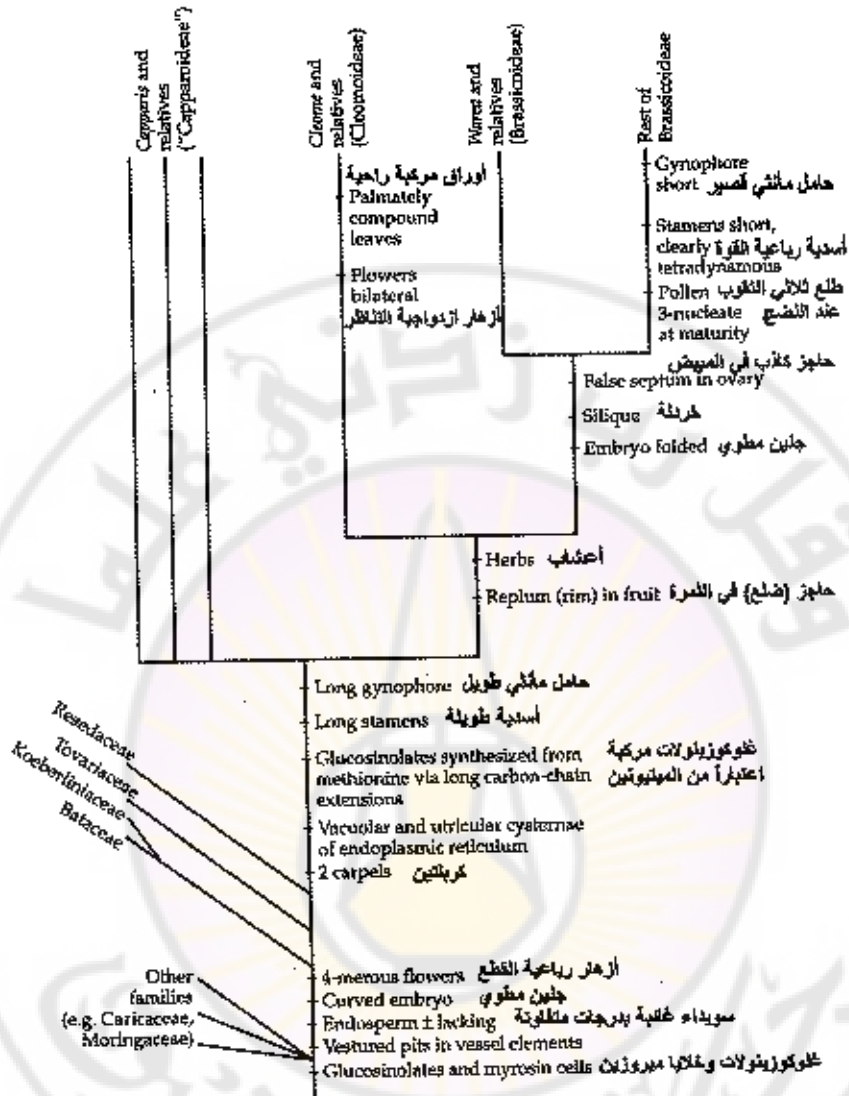 Capparis and
relatives
("Capparoideae")
Cleome and
relatives
(Cleomoideae)
Warea and
relatives
(Brassicoideae)
Rest of
Brassicoideae
أوراق مركبة راحية
Palmately
compound
leaves
Flowers
bilateral
أزهار ازدواجية التناظر
Gynophore
short حامل مأنثي قصير
Stamens short,
clearly أسدية رباعية القوة
tetradynamous
Pollen طلع ثلاثي الثقوب
3-nucleate عند النضج
at maturity
حاجز كاذب في المبيض
False septum in ovary
Silique خردلة
Embryo folded جنين مطوي
Herbs أعشاب
Replum (rim) in fruit حاجز (ضلع) في الثمرة
Long gynophore حامل مأنثي طويل
Long stamens أسدية طويلة
Glucosinolates synthesized from غلوكوزينولات مركبة
methionine via long carbon-chain اعتباراً من الميثيونين
extensions
Vacuolar and utricular cysternae
of endoplasmic reticulum
2 carpels كربلتين
Resedaceae
Tovariaceae
Koeberliniaceae
Bataceae
4-merous flowers أزهار رباعية القطع
Curved embryo جنين مطوي
Endosperm ± lacking سويداء غائبة بدرجات متفاوتة
Vestured pits in vessel elements
Glucosinolates and myrosin cells غلوكوزينولات وخلايا ميروزين
Other
families
(e.g. Caricaceae,
Moringaceae)
وقل رب زدني علما